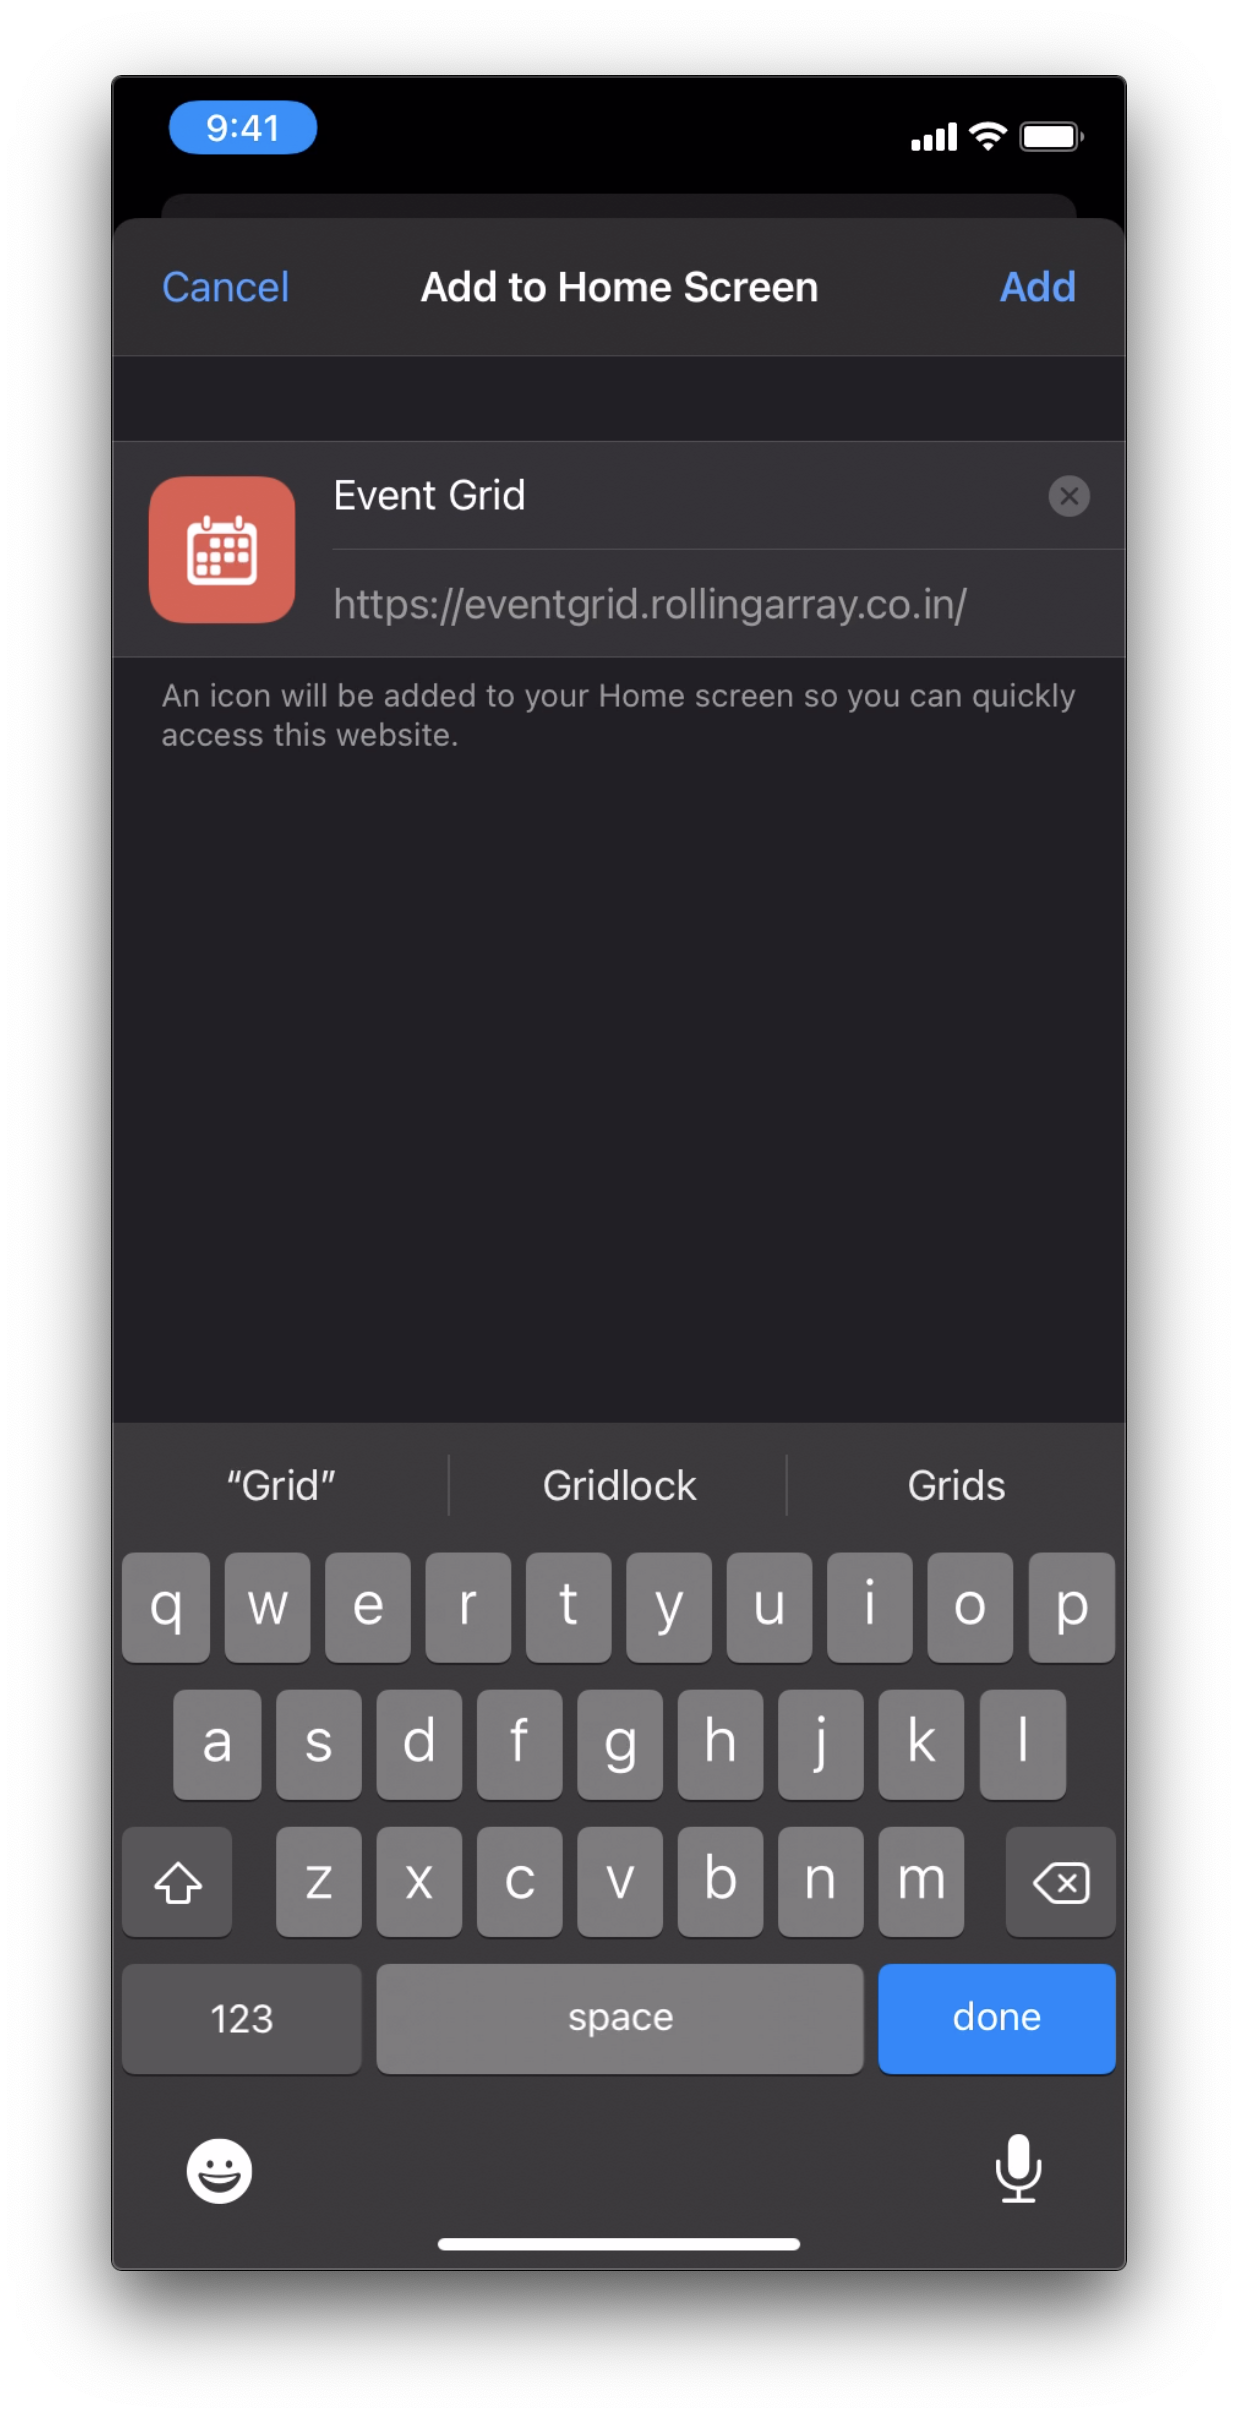 9:41
Cancel Add to Home Screen Add
Event Grid
https://eventgrid.rollingarray.co.in/
An icon will be added to your Home screen so you can quickly
access this website.
“Grid” Gridlock Grids
q w e r t y u i o p
a s d f g h j k l
z x c v b n m
123 space done